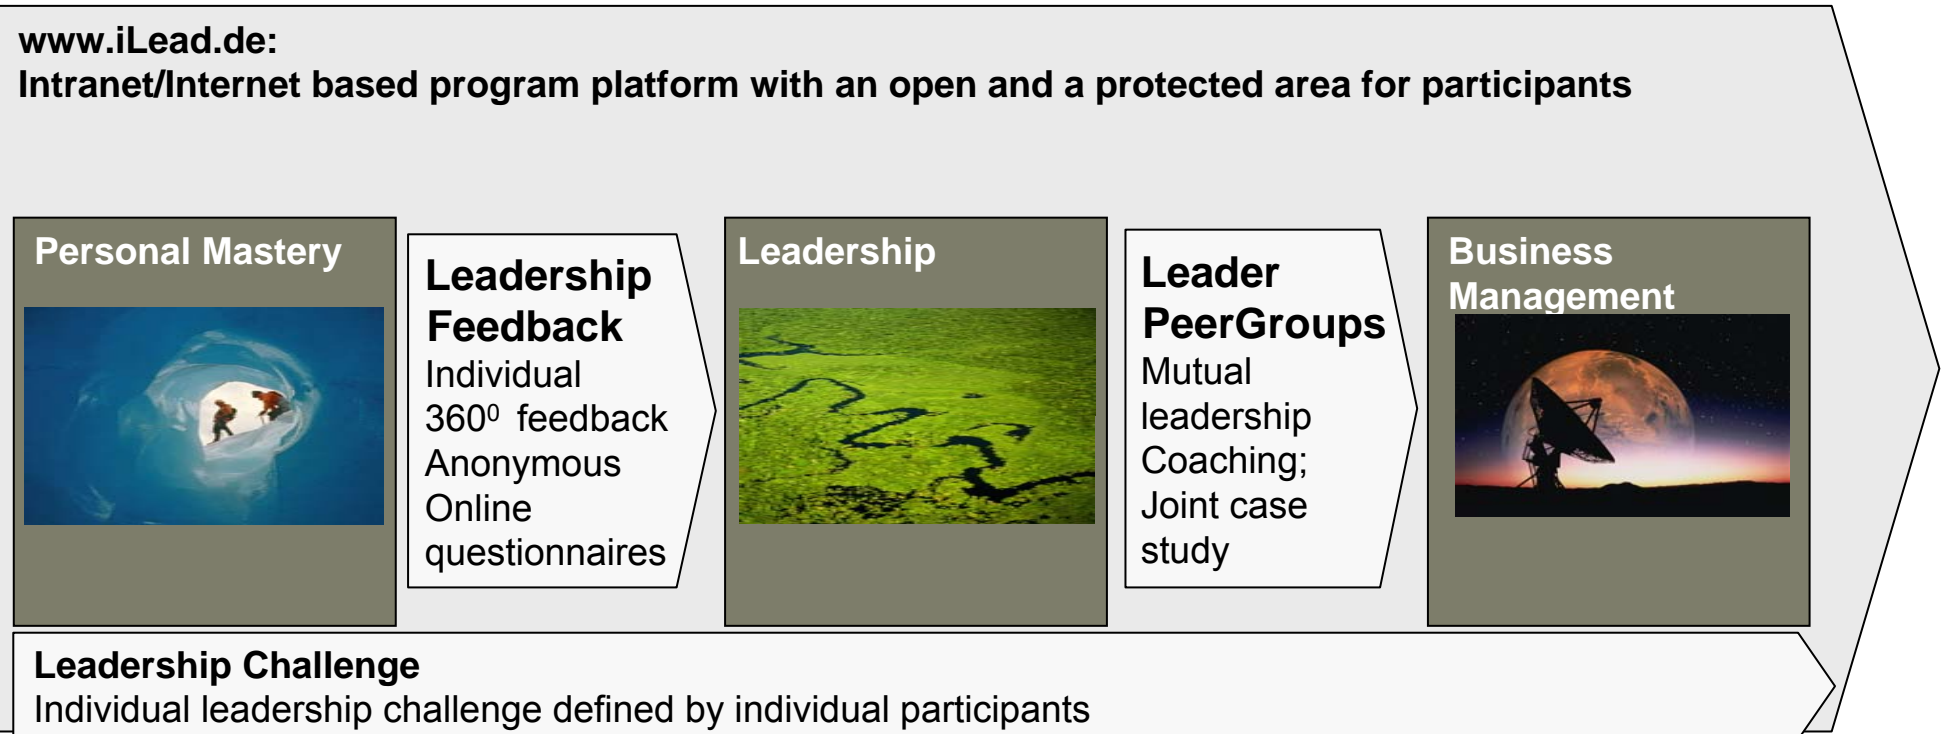 www.iLead.de:
Intranet/Internet based program platform with an open and a protected area for participants
Personal Mastery
Leadership
Feedback
Individual
360⁰ feedback
Anonymous
Online
questionnaires
Leadership
Leader
PeerGroups
Mutual
leadership
Coaching;
Joint case
study
Business
Management
Leadership Challenge
Individual leadership challenge defined by individual participants